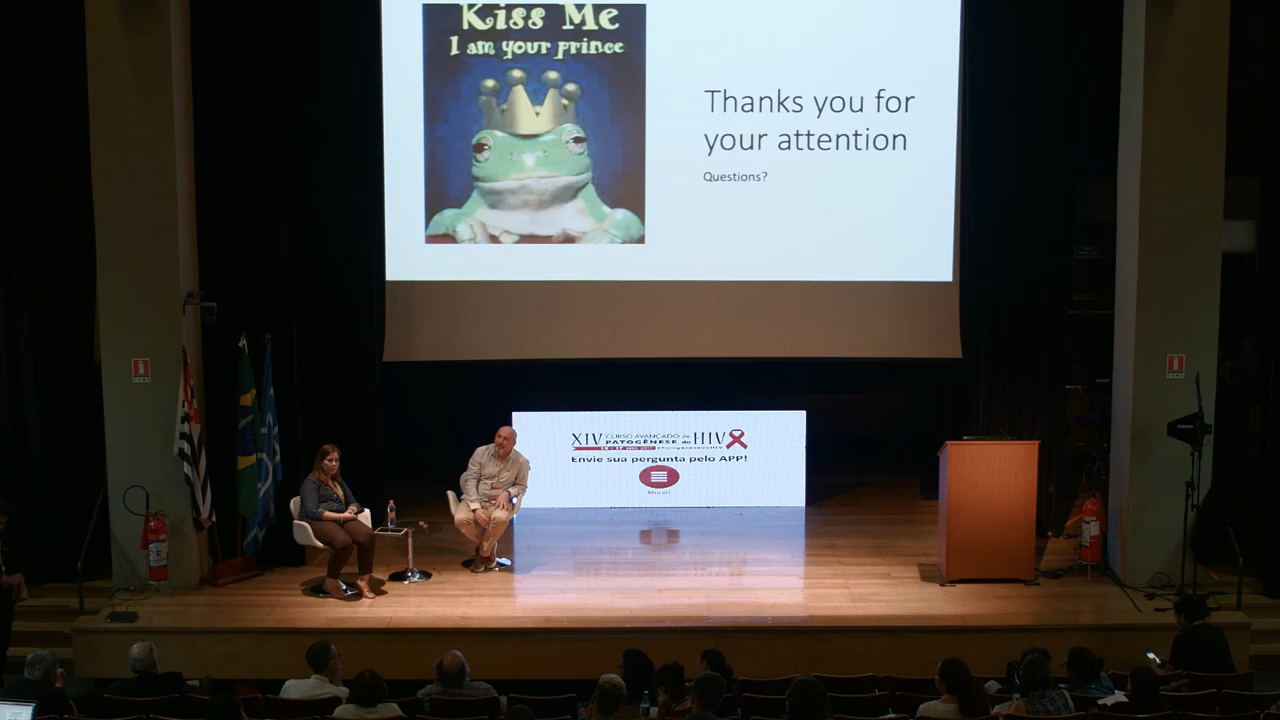 Kiss Me
I am your prince
Thanks you for
your attention
Questions?
XIV CURSO AVANÇADO de
PATOGÊNESE do HIV
Envie sua pergunta pelo APP!